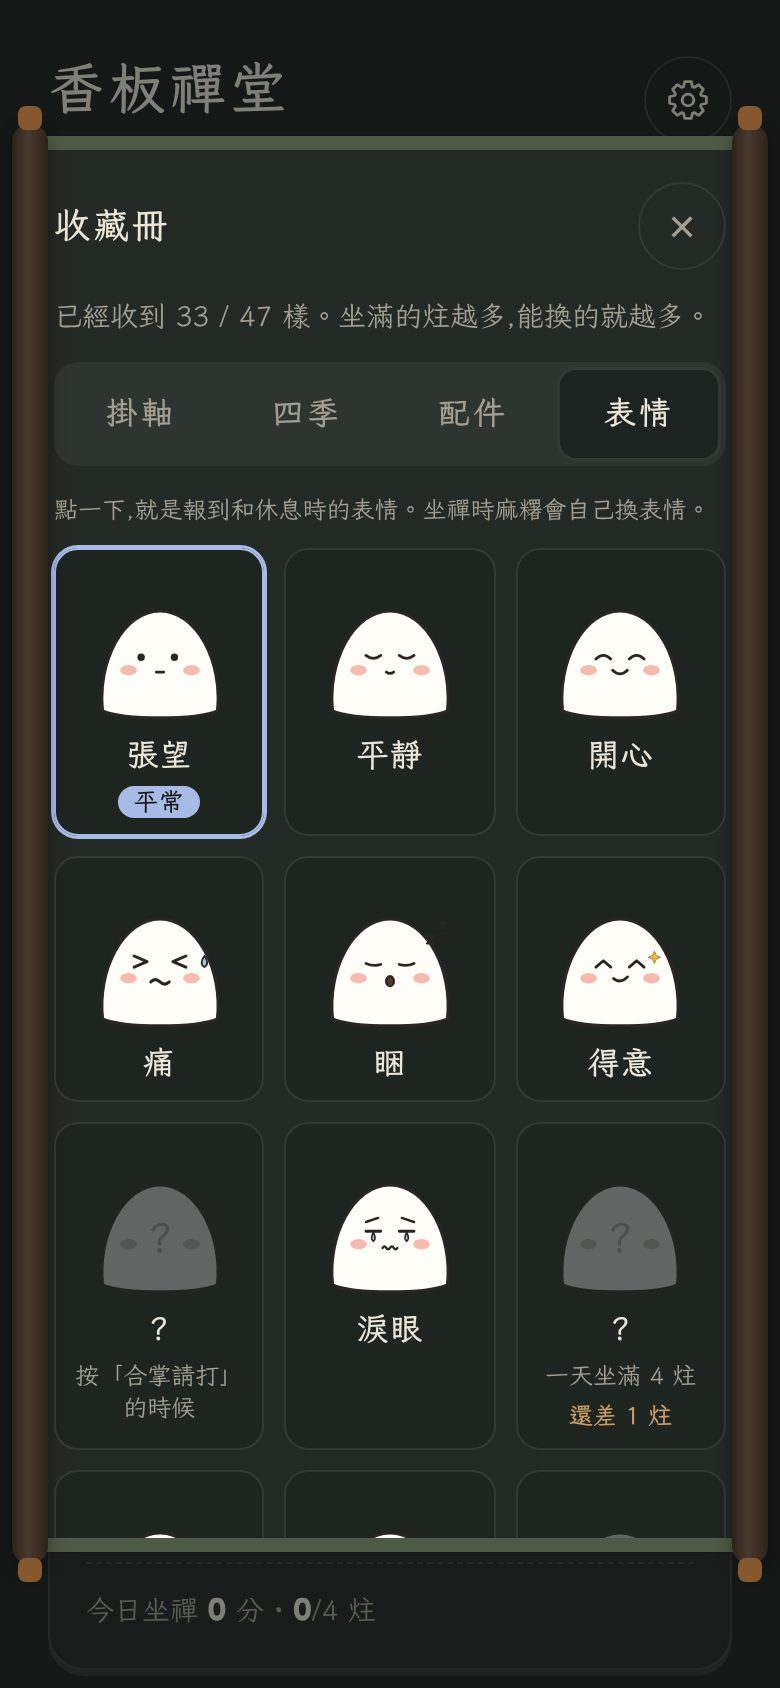 香板禪堂
收藏冊
已經收到 33 / 47 樣。坐滿的炷越多,能換的就越多。
掛軸 四季 配件 表情
點一下,就是報到和休息時的表情。坐禪時麻糬會自己換表情。
張望 平靜 開心
平常
痛 睏 得意
? ?
? 淚眼 ?
按「合掌請打」 一天坐滿 4 炷
的時候 還差 1 炷
今日坐禪 0 分・0/4 炷